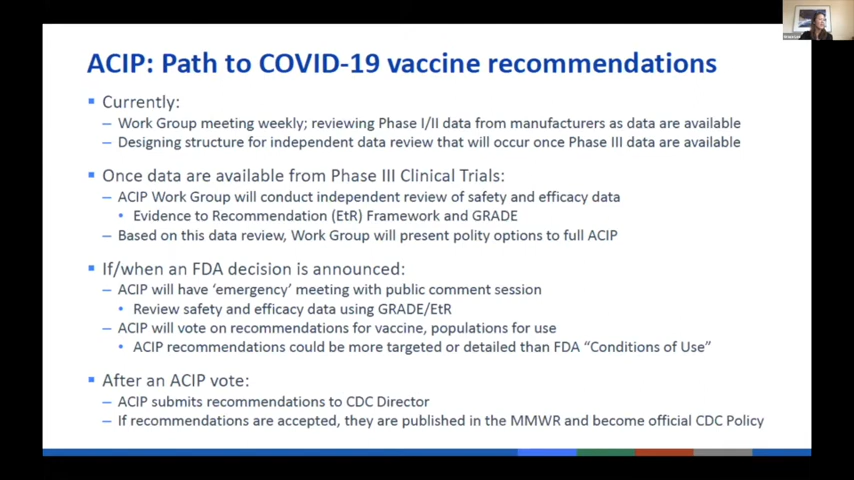 ACIP: Path to COVID-19 vaccine recommendations
▪ Currently:
– Work Group meeting weekly; reviewing Phase I/II data from manufacturers as data are available
– Designing structure for independent data review that will occur once Phase III data are available
▪ Once data are available from Phase III Clinical Trials:
– ACIP Work Group will conduct independent review of safety and efficacy data
• Evidence to Recommendation (EtR) Framework and GRADE
– Based on this data review, Work Group will present polity options to full ACIP
▪ If/when an FDA decision is announced:
– ACIP will have ‘emergency’ meeting with public comment session
• Review safety and efficacy data using GRADE/EtR
– ACIP will vote on recommendations for vaccine, populations for use
• ACIP recommendations could be more targeted or detailed than FDA “Conditions of Use”
▪ After an ACIP vote:
– ACIP submits recommendations to CDC Director
– If recommendations are accepted, they are published in the MMWR and become official CDC Policy